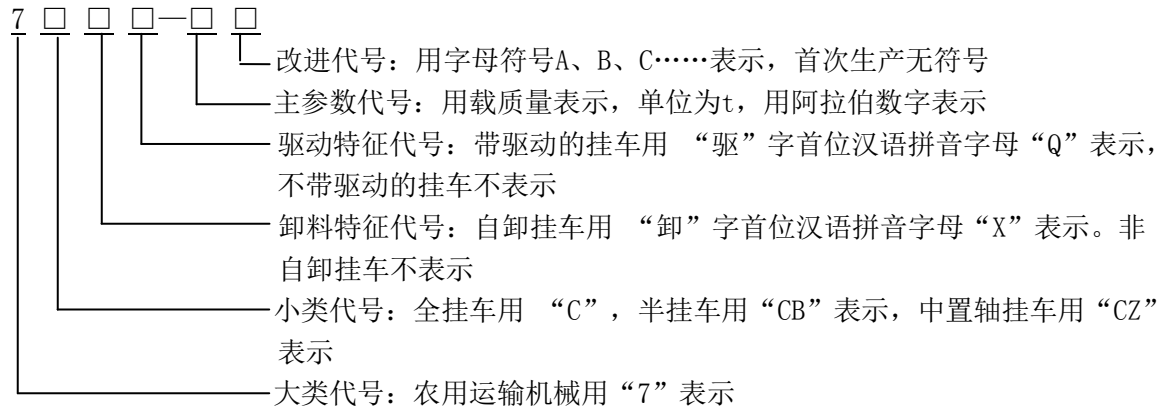 7 □ □ □—□ □
改进代号：用字母符号A、B、C……表示，首次生产无符号
主参数代号：用载质量表示，单位为t，用阿拉伯数字表示
驱动特征代号：带驱动的挂车用 “驱”字首位汉语拼音字母“Q”表示，
不带驱动的挂车不表示
卸料特征代号：自卸挂车用 “卸”字首位汉语拼音字母“X”表示。非
自卸挂车不表示
小类代号：全挂车用 “C”，半挂车用“CB”表示，中置轴挂车用“CZ”
表示
大类代号：农用运输机械用“7”表示